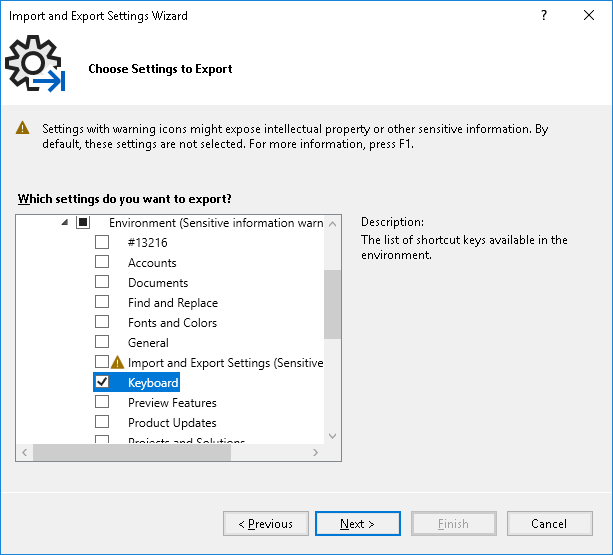 Import and Export Settings Wizard
?
Choose Settings to Export
Settings with warning icons might expose intellectual property or other sensitive information. By
default, these settings are not selected. For more information, press F1.
Which settings do you want to export?
Environment (Sensitive information warn
#13216
Accounts
Documents
Find and Replace
Fonts and Colors
General
Import and Export Settings (Sensitive
Keyboard
Preview Features
Product Updates
Projects and Solutions
Description:
The list of shortcut keys available in the
environment.
< Previous
Next >
Finish
Cancel